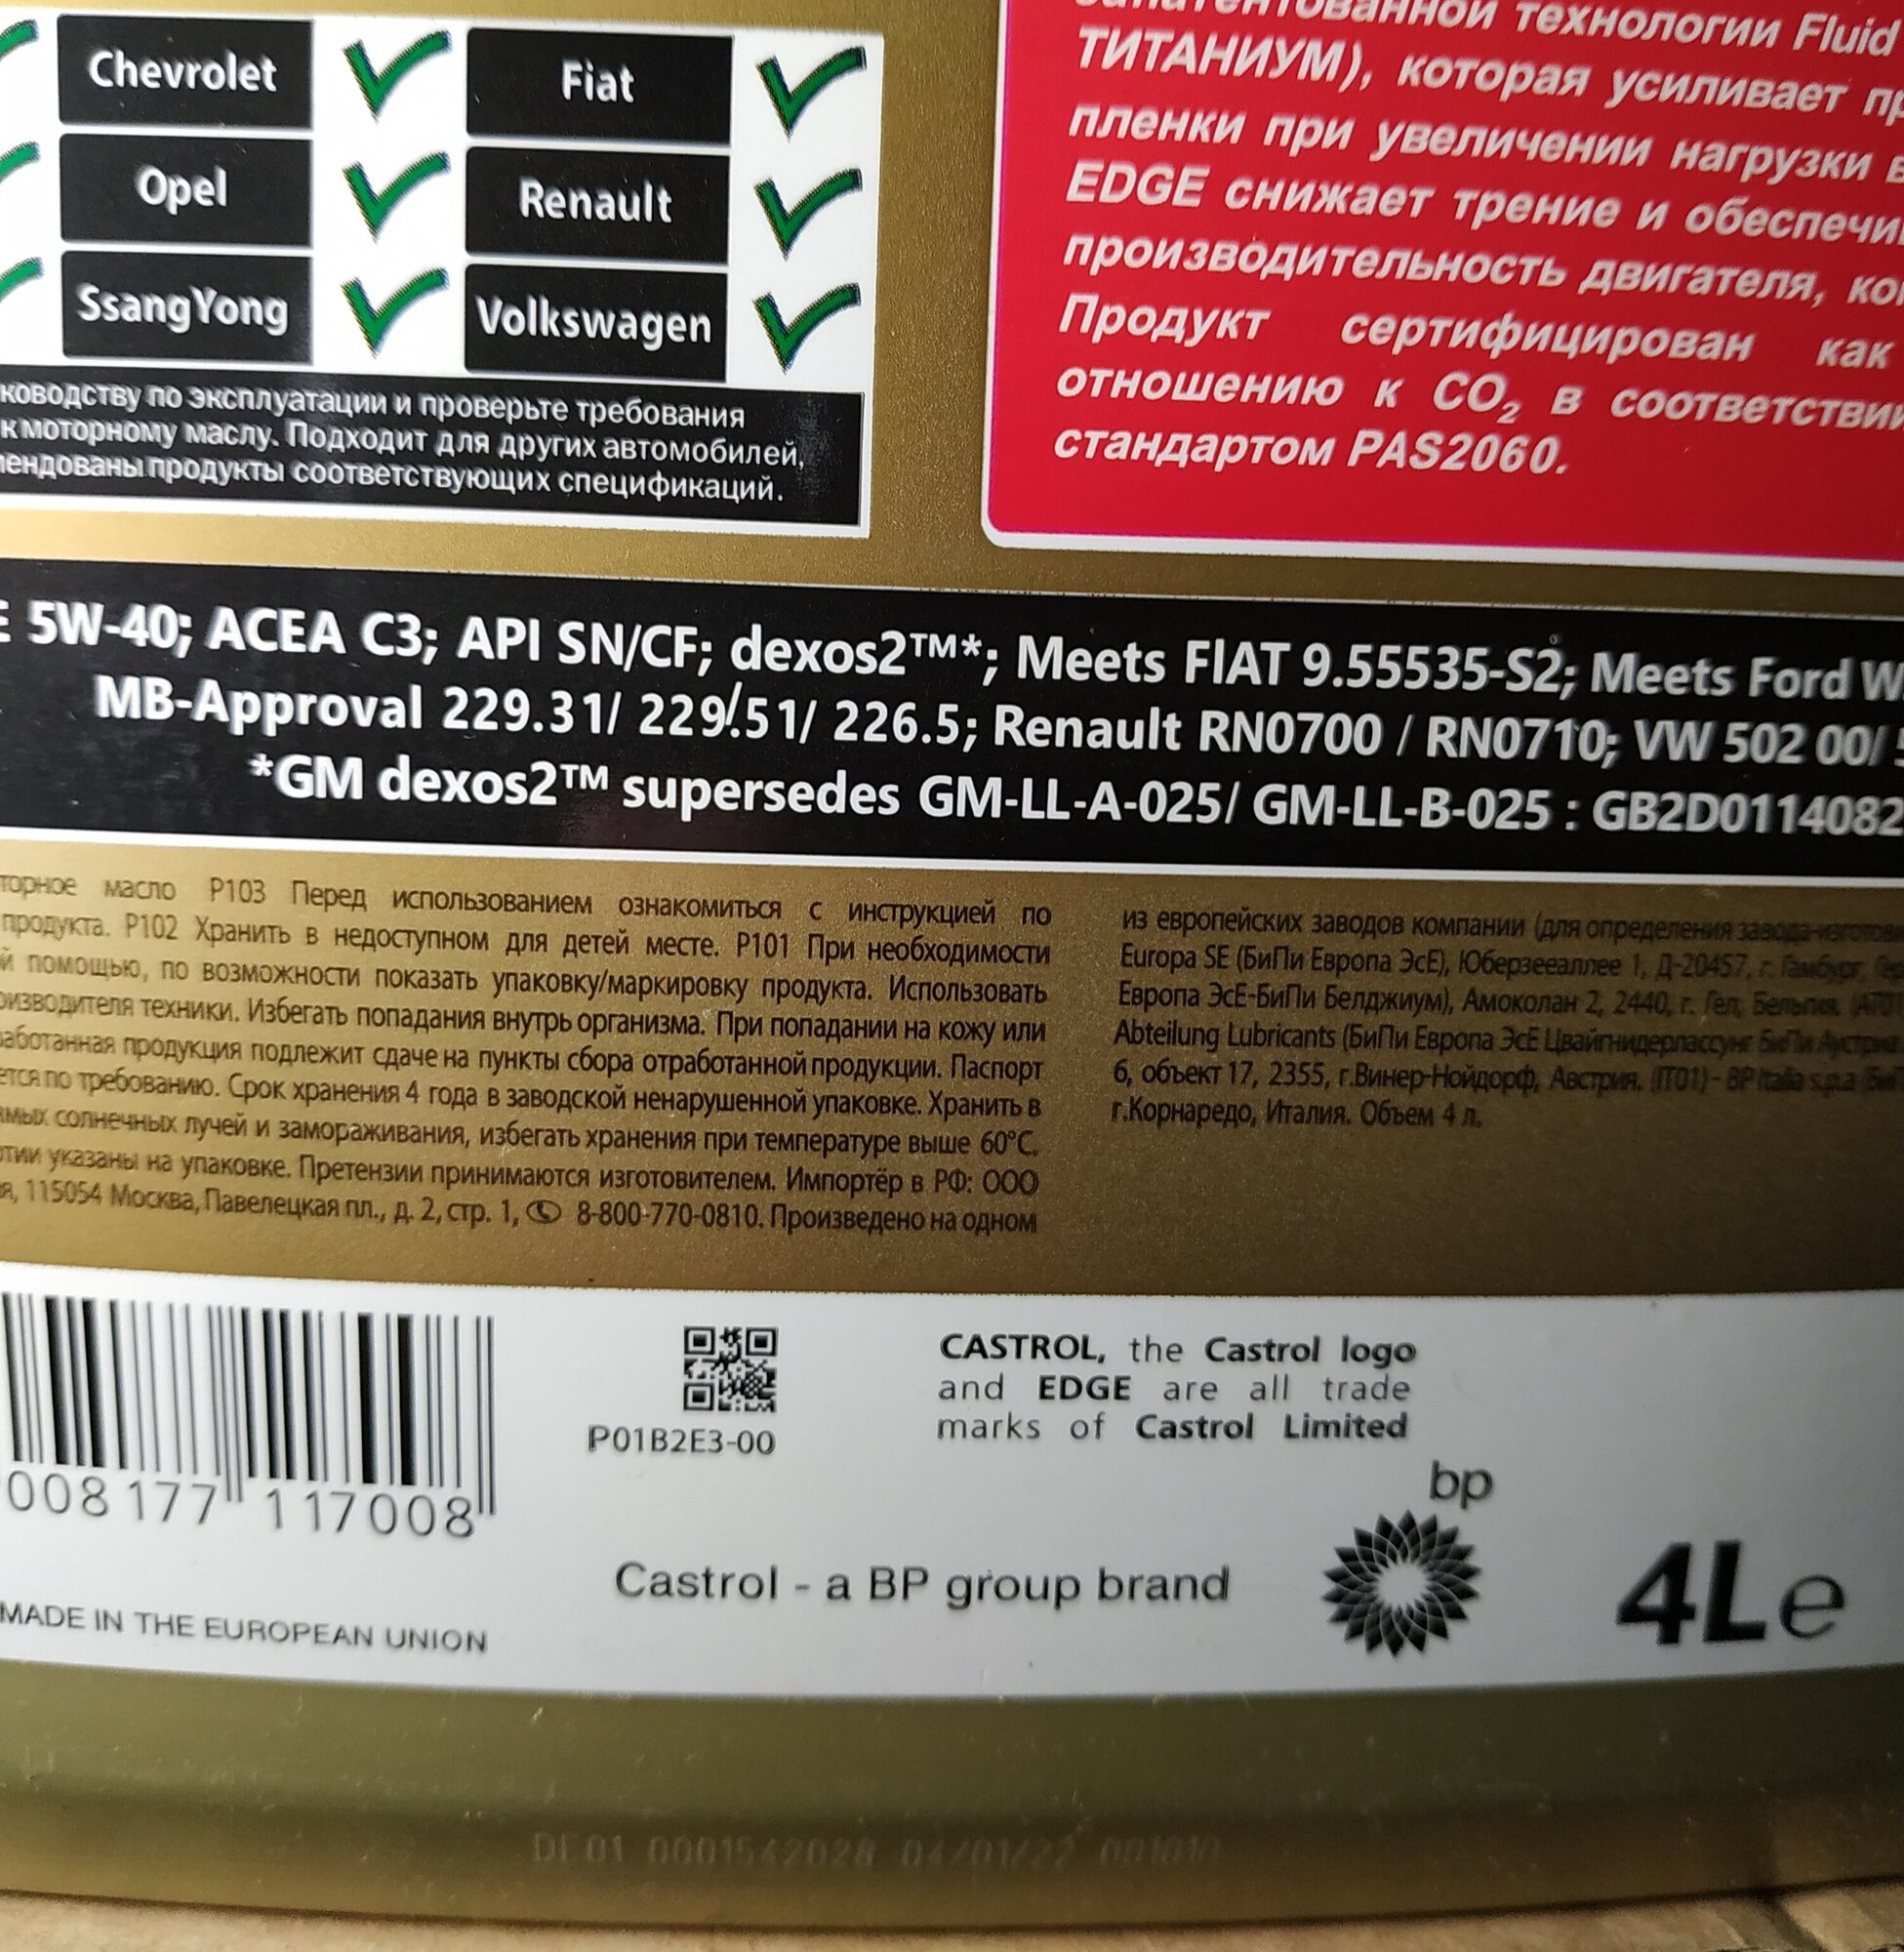 Chevrolet
Fiat
Opel
Renault
SsangYong
Volkswagen
ководству по эксплуатации и проверьте требования
к моторному маслу. Подходит для других автомобилей,
мендованы продукты соответствующих спецификаций.
запатентованной технологии Fluid
ТИТАНИУМ), которая усиливает
пленки при увеличении нагрузки в
EDGE снижает трение и обеспечи
производительность двигателя,
Продукт сертифицирован как
отношению к CO2 в соответстви
стандартом PAS2060.
E 5W-40; ACEA C3; API SN/CF; dexos2™*; Meets FIAT 9.55535-S2; Meets Ford W
MB-Approval 229.31/ 229.51/ 226.5; Renault RN0700 / RN0710; VW 502 00/
*GM dexos2™ supersedes GM-LL-A-025/ GM-LL-B-025 : GB2D0114082
торное масло P103 Перед использованием ознакомиться с инструкцией по
продукта. P102 Хранить в недоступном для детей месте. P101 При необходимости
й помощью, по возможности показать упаковку/маркировку продукта. Использовать
оизводителя техники. Избегать попадания внутрь организма. При попадании на кожу или
аботанная продукция подлежит сдаче на пункты сбора отработанной продукции. Паспорт
ется по требованию. Срок хранения 4 года в заводской ненарушенной упаковке. Хранить в
ямых солнечных лучей и замораживания, избегать хранения при температуре выше 60°C.
тии указаны на упаковке. Претензии принимаются изготовителем. Импортёр в РФ: ООО
я, 115054 Москва, Павелецкая пл., д. 2, стр. 1, 8-800-770-0810. Произведено на одном
из европейских заводов компании (для определения завода-изготови
Europa SE (БиПи Европа ЭсЕ), Юберзееаллее 1, Д-20457, г. Гамбург,
Европа ЭсЕ-БиПи Белджиум), Амоколан 2, 2440, г. Гел, Бельгия.
Abteilung Lubricants (БиПи Европа ЭсЕ Цвайгнидерлассунг БиПи Австрия
6, объект 17, 2355, г.Винер-Нойдорф, Австрия. (IT01) - BP Italia s.p.a
г.Корнаредо, Италия. Объем 4 л.
008177 117008
P01B2E3-00
CASTROL, the Castrol logo
and EDGE are all trade
marks of Castrol Limited
bp
Castrol - a BP group brand
4Le
MADE IN THE EUROPEAN UNION
DE01 0001542028 04/01/22